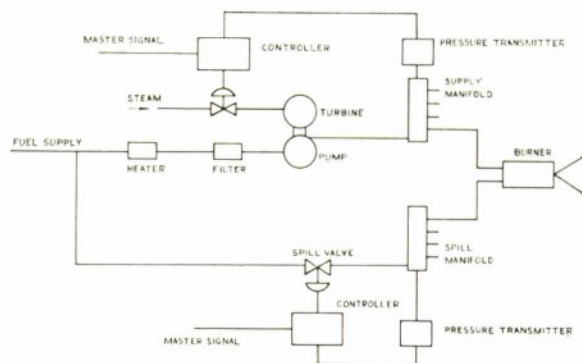 MASTER SIGNAL
CONTROLLER
PRESSURE TRANSMITTER
STEAM
TURBINE
SUPPLY
MANIFOLD
FUEL SUPPLY
HEATER
FILTER
PUMP
BURNER
SPILL VALVE
SPILL
MANIFOLD
CONTROLLER
MASTER SIGNAL
PRESSURE TRANSMITTER